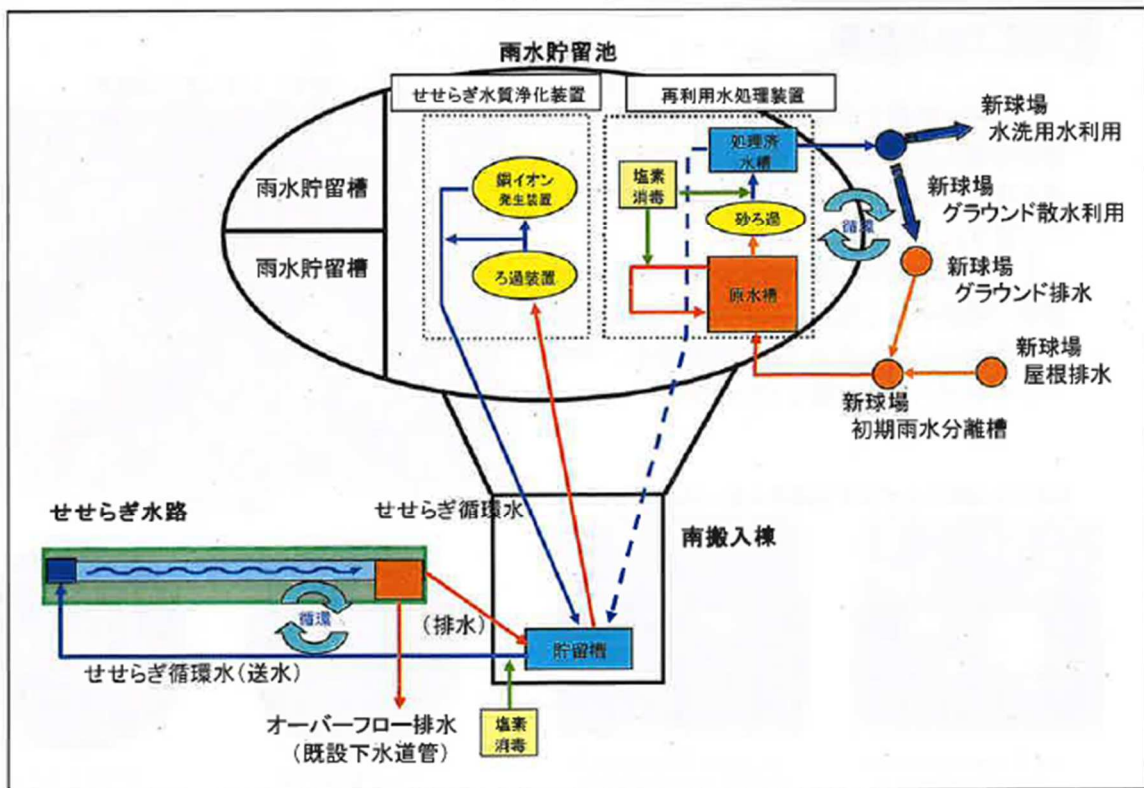 雨水貯留池
せせらぎ水質浄化装置
再利用水処理装置
新球場
水洗用水利用
処理済
水槽
塩素
消毒
銅イオン
発生装置
雨水貯留槽
新球場
グラウンド散水利用
砂ろ過
循環
雨水貯留槽
ろ過装置
原水槽
新球場
グラウンド排水
新球場
屋根排水
新球場
初期雨水分離槽
せせらぎ循環水
せせらぎ水路
南搬入棟
循環
(排水)
貯留槽
せせらぎ循環水(送水)
オーバーフロー排水
(既設下水道管)
塩素
消毒